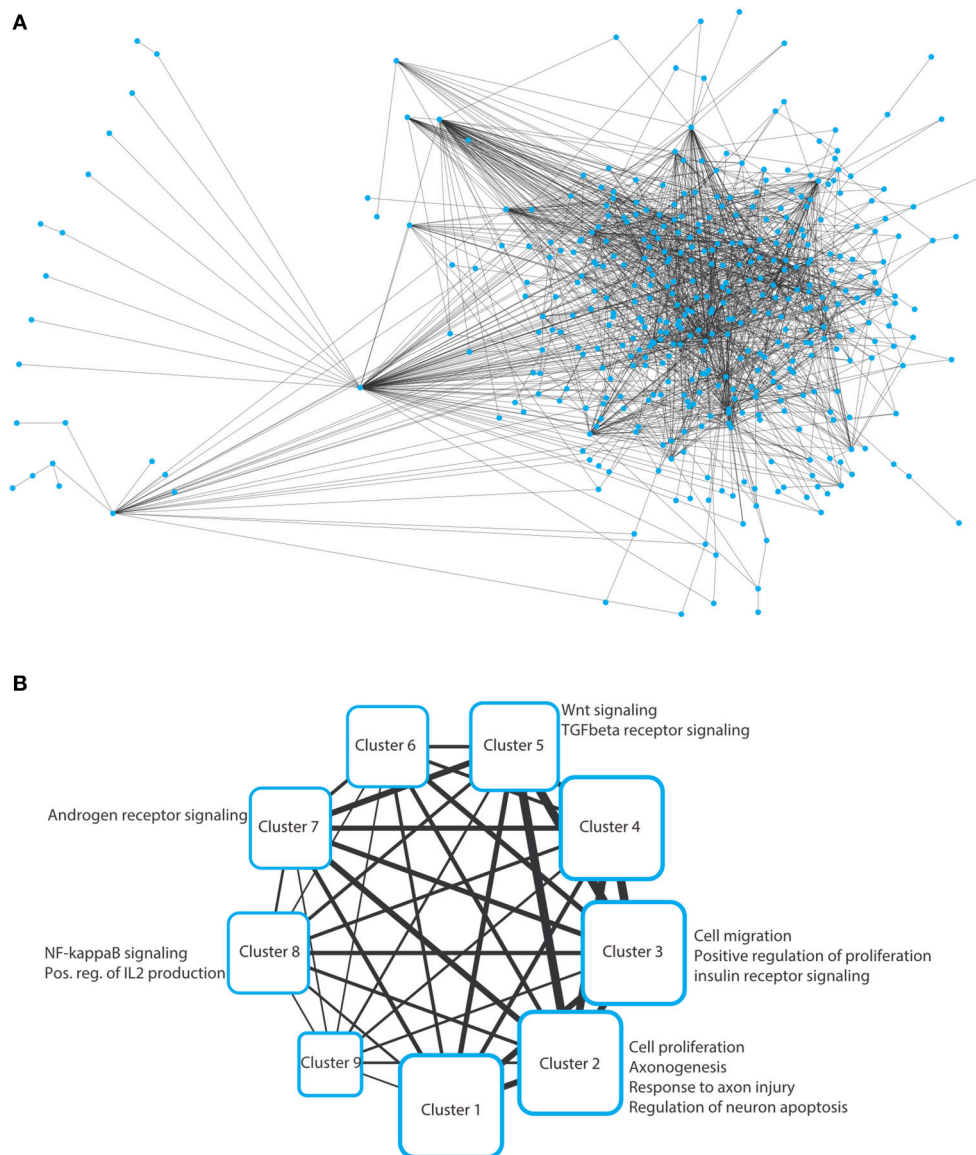 A
B
Wnt signaling
TGFbeta receptor signaling
Cluster 6
Cluster 5
Androgen receptor signaling
Cluster 7
Cluster 4
NF-kappaB signaling
Pos. reg. of IL2 production
Cluster 8
Cluster 3
Cell migration
Positive regulation of proliferation
insulin receptor signaling
Cluster 9
Cluster 1
Cluster 2
Cell proliferation
Axonogenesis
Response to axon injury
Regulation of neuron apoptosis